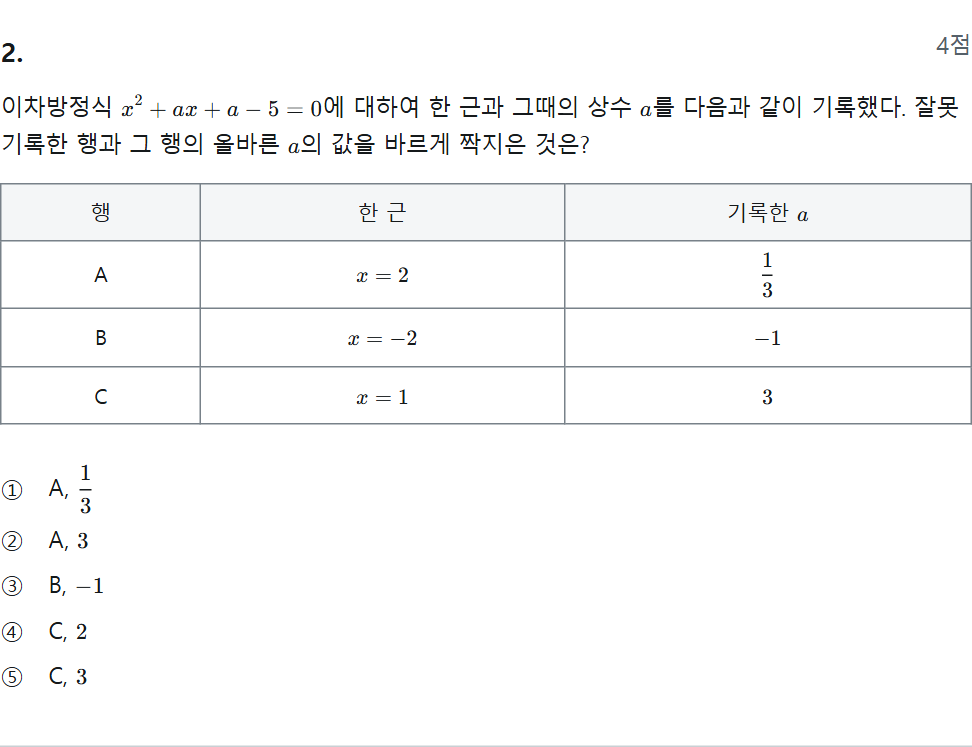 4점
2.
이차방정식 x² + ax + a − 5 = 0에 대하여 한 근과 그때의 상수 a를 다음과 같이 기록했다. 잘못
기록한 행과 그 행의 올바른 a의 값을 바르게 짝지은 것은?
행 한 근 기록한 a
A x = 2 1/3
B x = −2 −1
C x = 1 3
① A, 1/3
② A, 3
③ B, −1
④ C, 2
⑤ C, 3